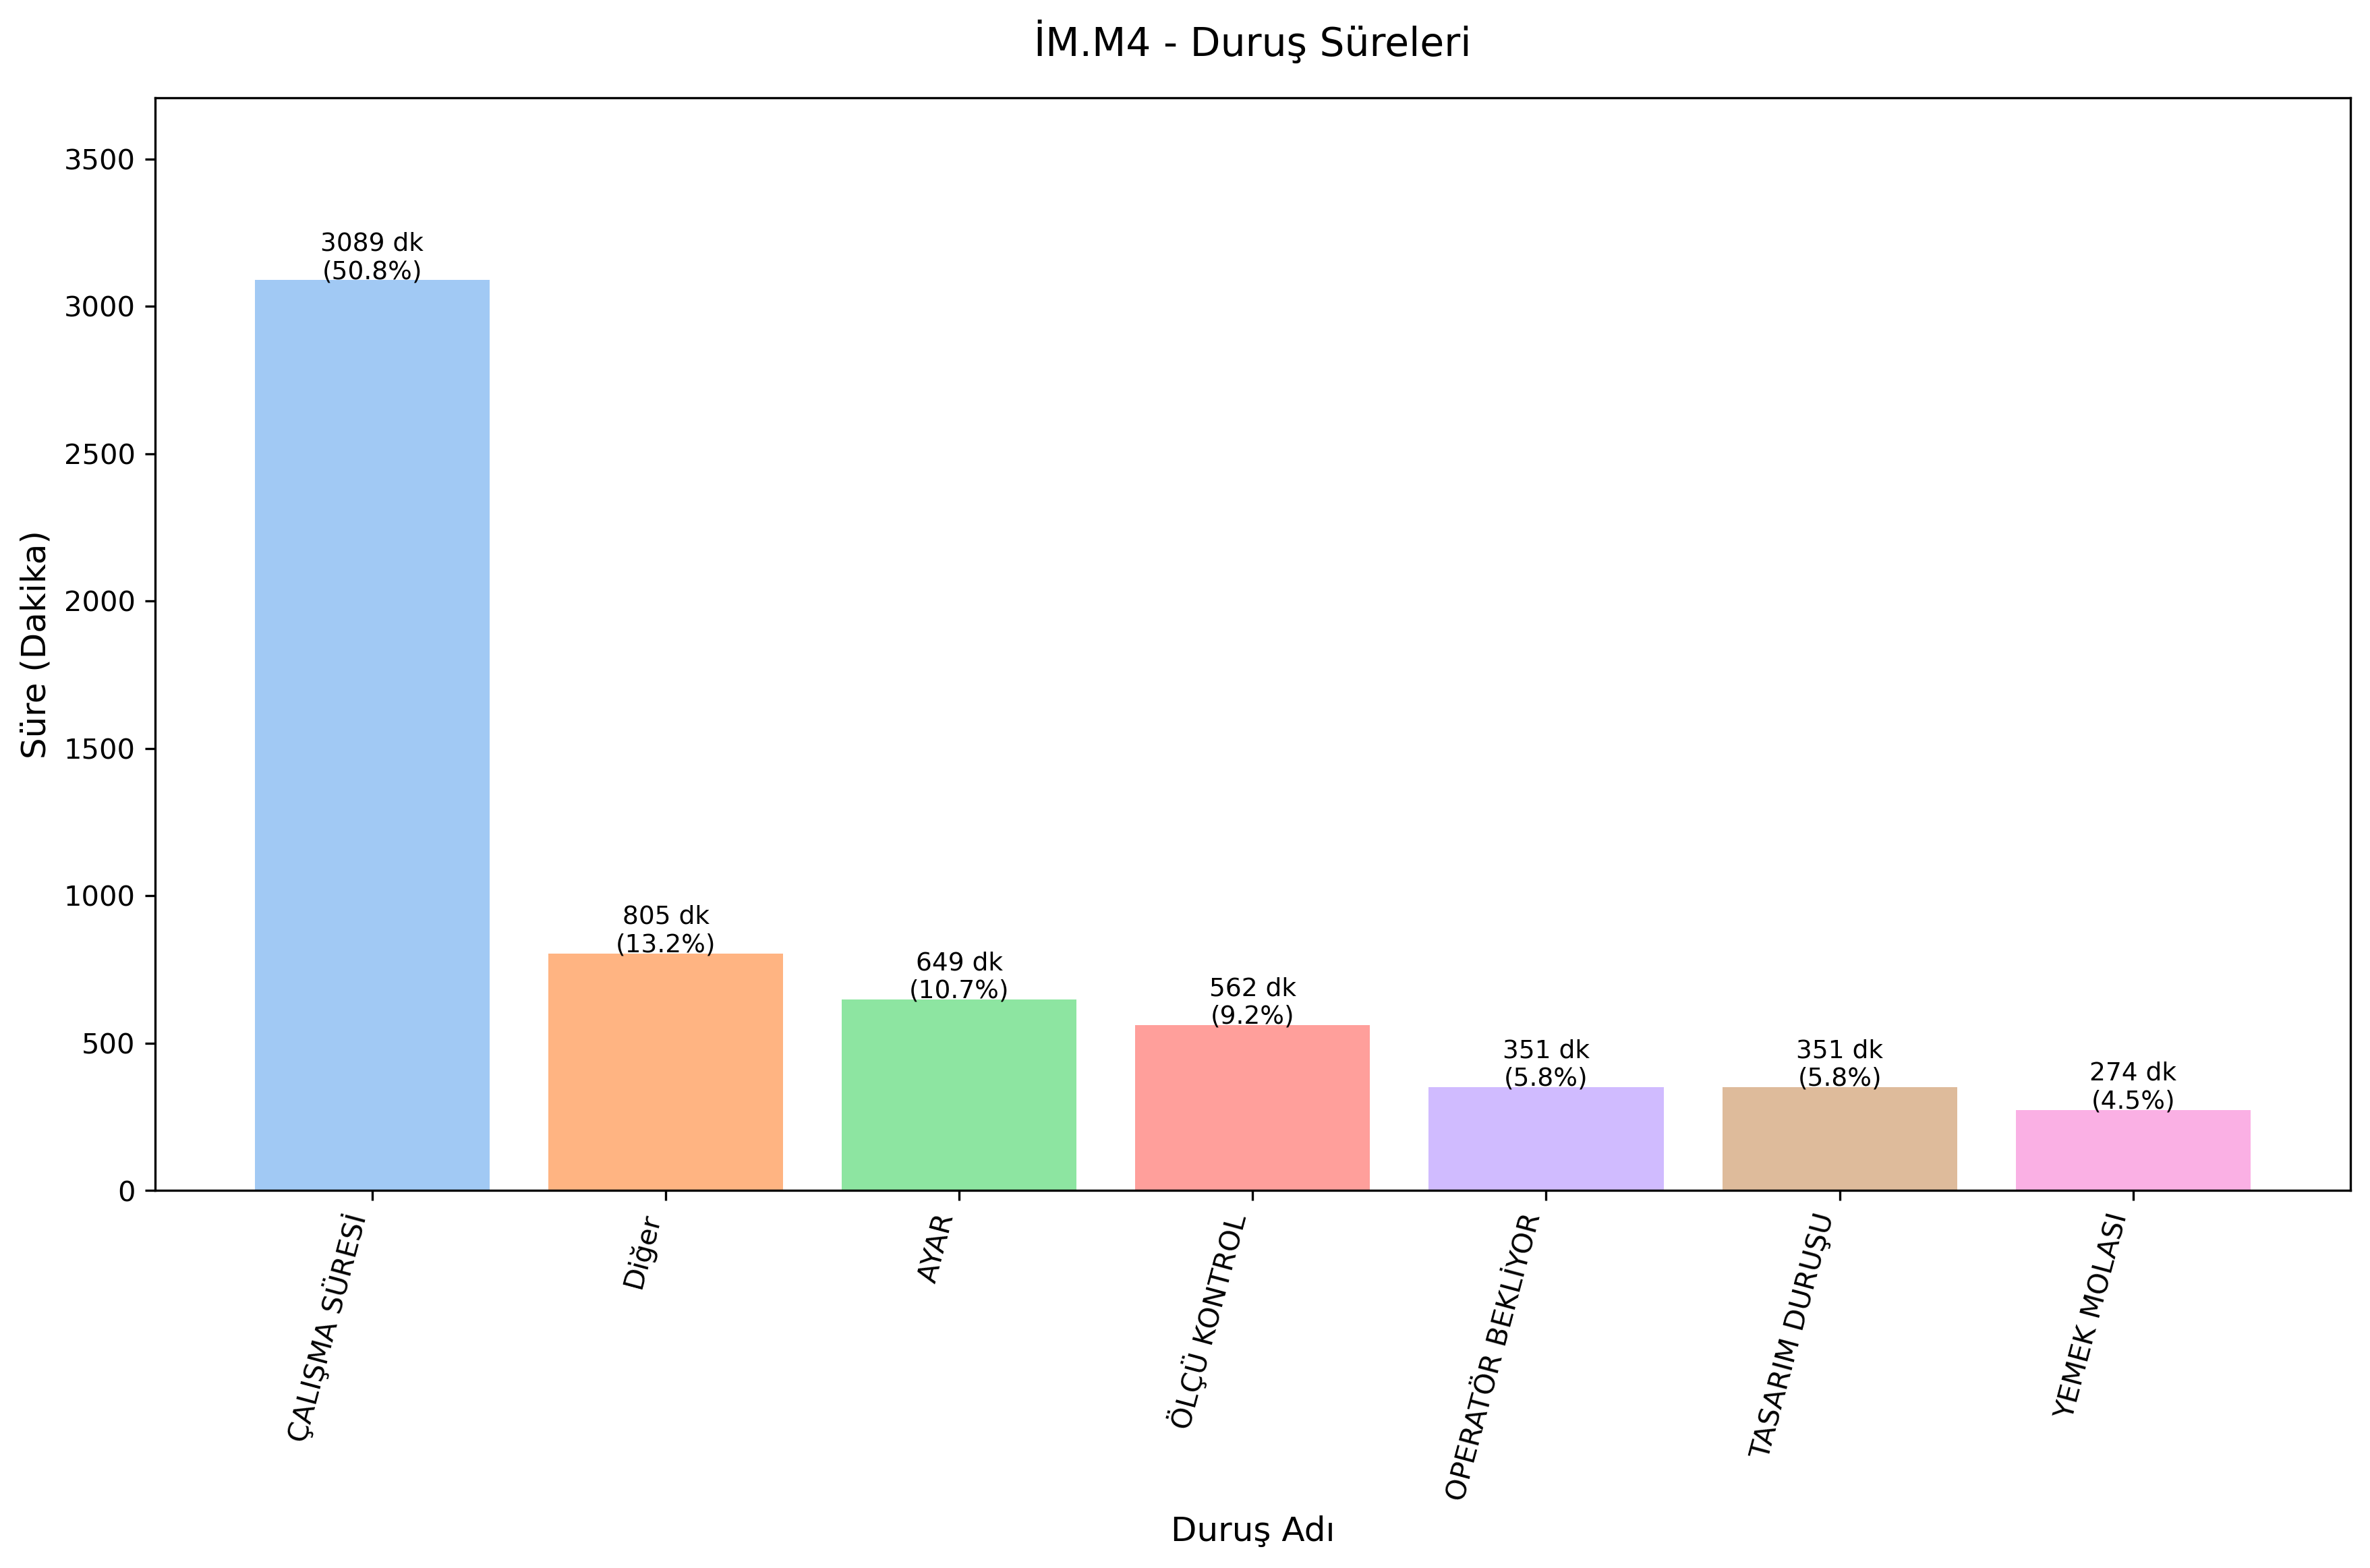 İM.M4 - Duruş Süreleri
Süre (Dakika)
3500
3000
2500
2000
1500
1000
500
0
3089 dk
(50.8%)
805 dk
(13.2%)
649 dk
(10.7%)
562 dk
(9.2%)
351 dk
(5.8%)
351 dk
(5.8%)
274 dk
(4.5%)
ÇALIŞMA SÜRESİ
Diğer
AYAR
ÖLÇÜ KONTROL
OPERATÖR BEKLİYOR
TASARIM DURUŞU
YEMEK MOLASI
Duruş Adı